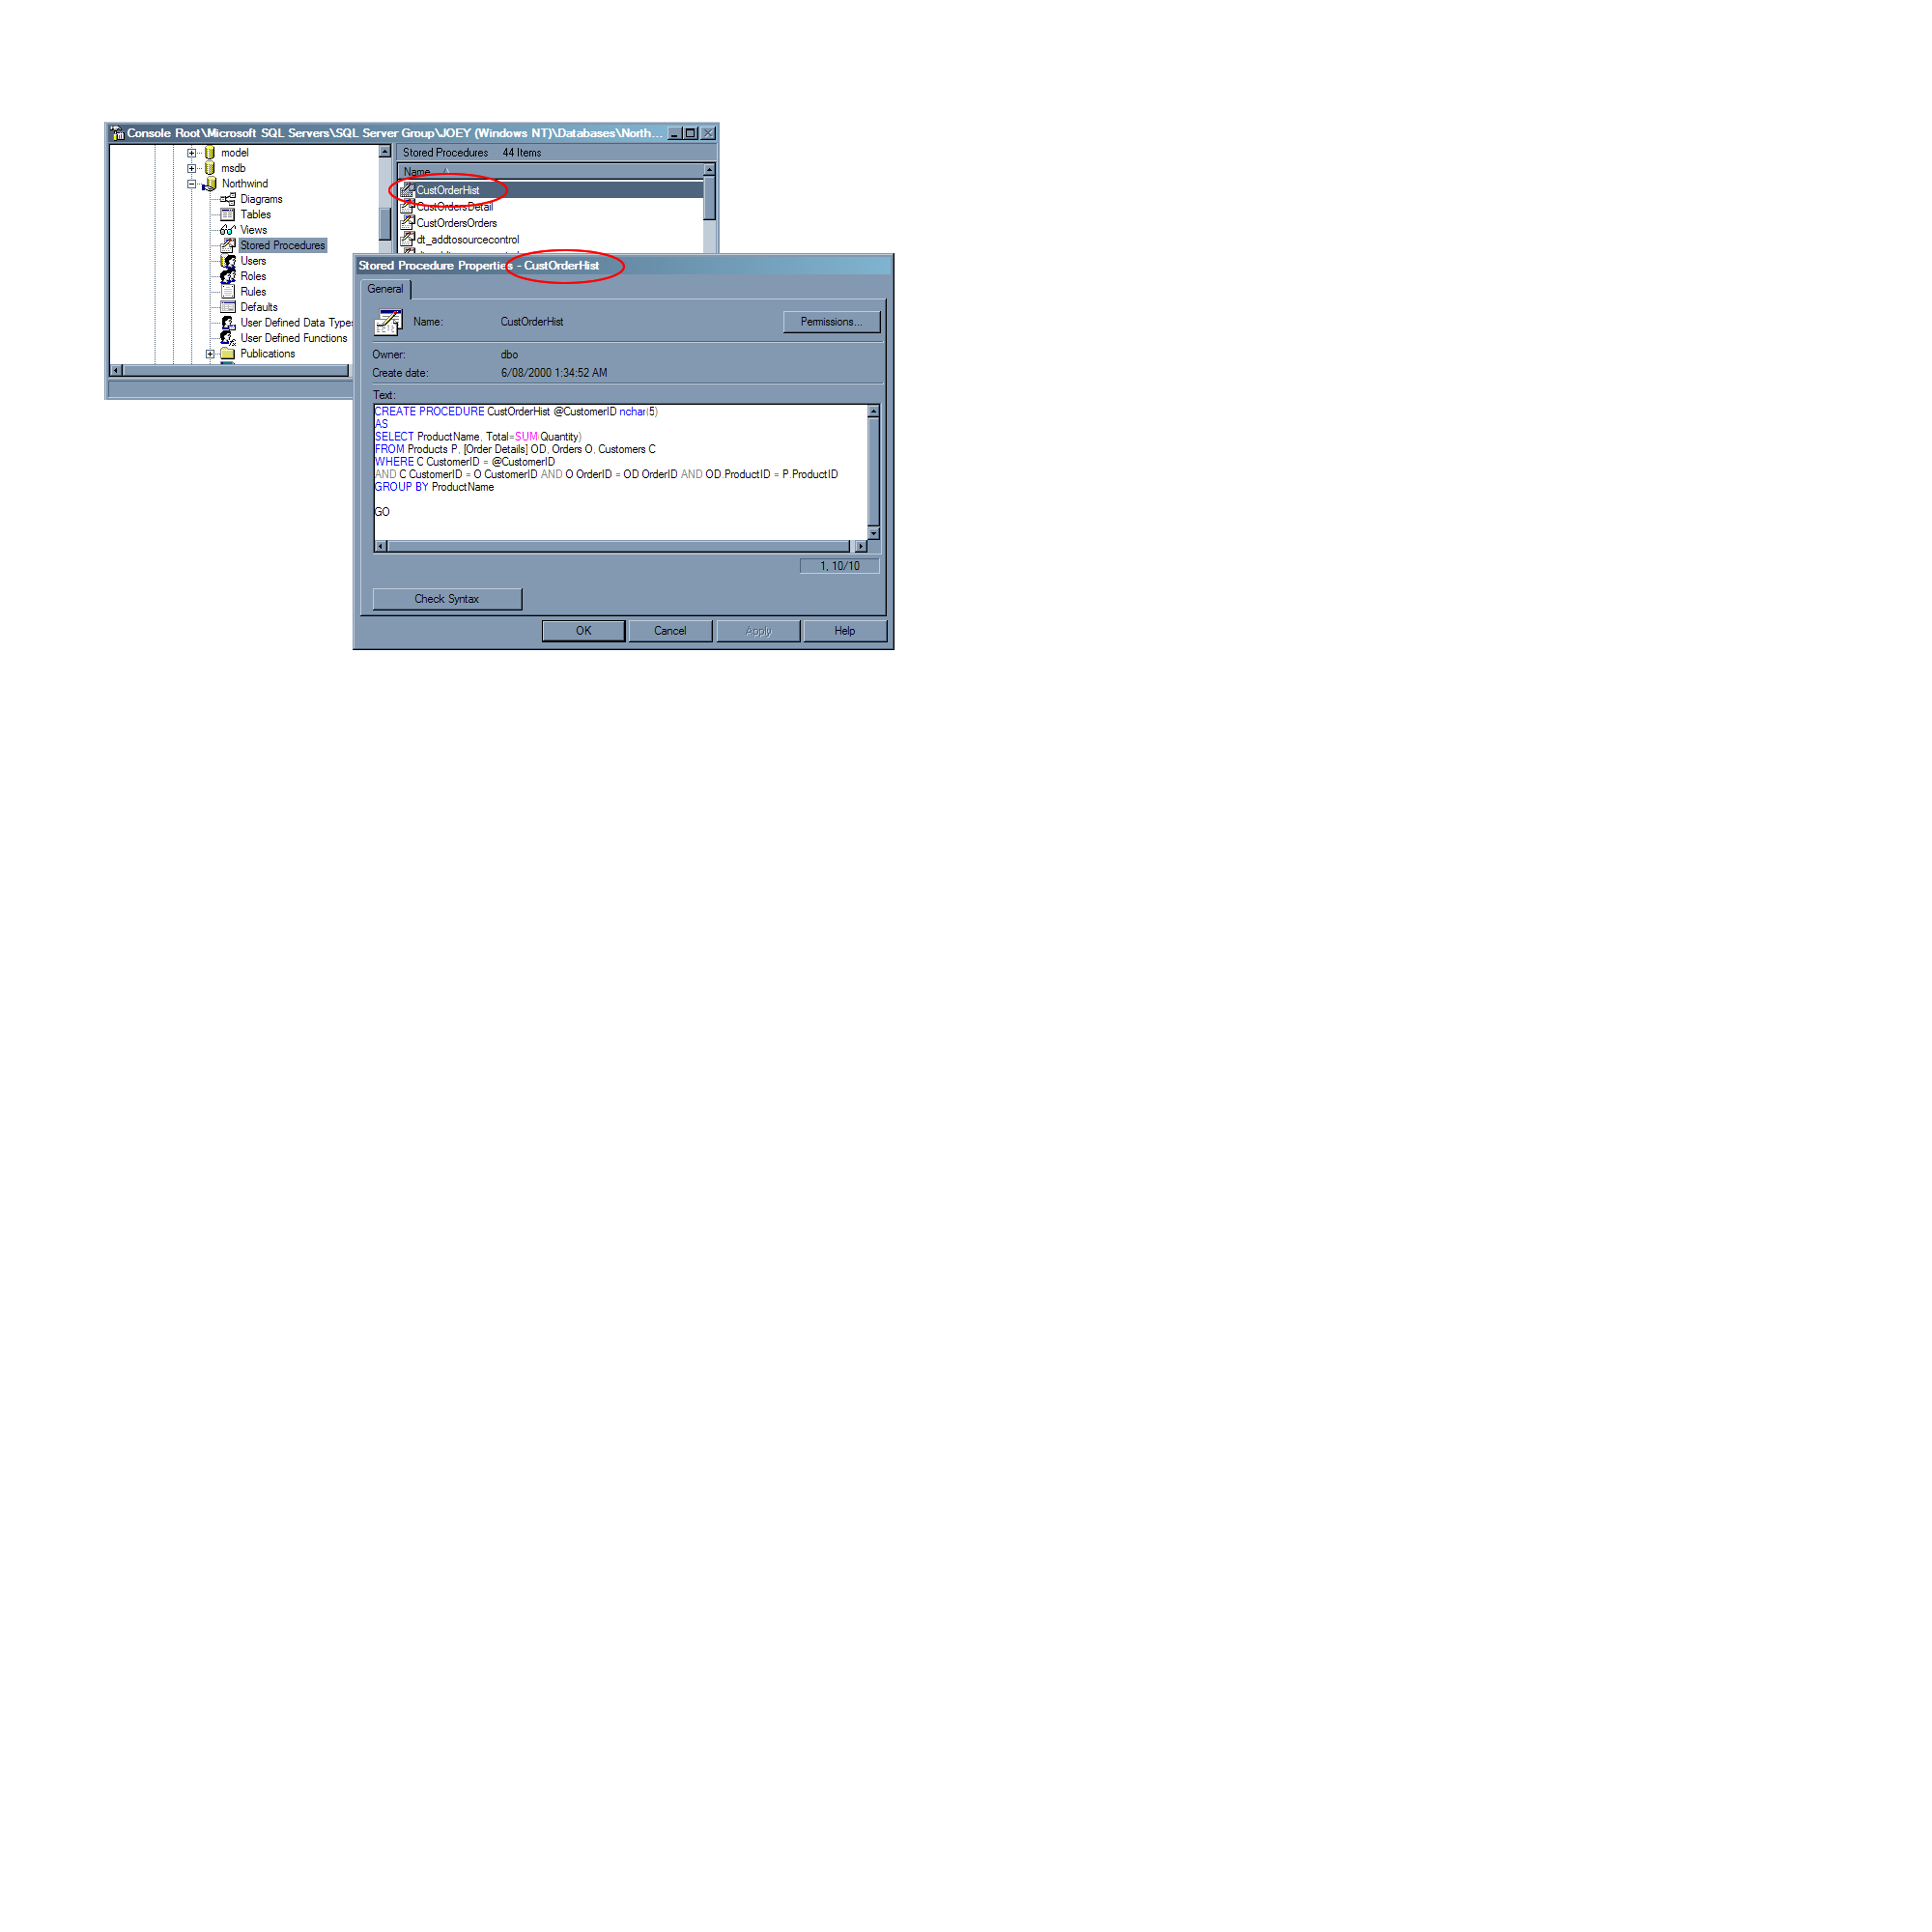 Console Root\Microsoft SQL Servers\SQL Server Group\JOEY (Windows NT)\Databases\North...
model
msdb
Northwind
Diagrams
Tables
Views
Stored Procedures
Users
Roles
Rules
Defaults
User Defined Data Types
User Defined Functions
Publications
Stored Procedures 44 Items
Name
CustOrderHist
CustOrdersDetail
CustOrdersOrders
dt_addtosourcecontrol
Stored Procedure Properties - CustOrderHist
General
Name: CustOrderHist Permissions...
Owner: dbo
Create date: 6/08/2000 1:34:52 AM
Text:
CREATE PROCEDURE CustOrderHist @CustomerID nchar(5)
AS
SELECT ProductName, Total=SUM(Quantity)
FROM Products P, [Order Details] OD, Orders O, Customers C
WHERE C.CustomerID = @CustomerID
AND C.CustomerID = O.CustomerID AND O.OrderID = OD.OrderID AND OD.ProductID = P.ProductID
GROUP BY ProductName
GO
1, 10/10
Check Syntax
OK Cancel Apply Help